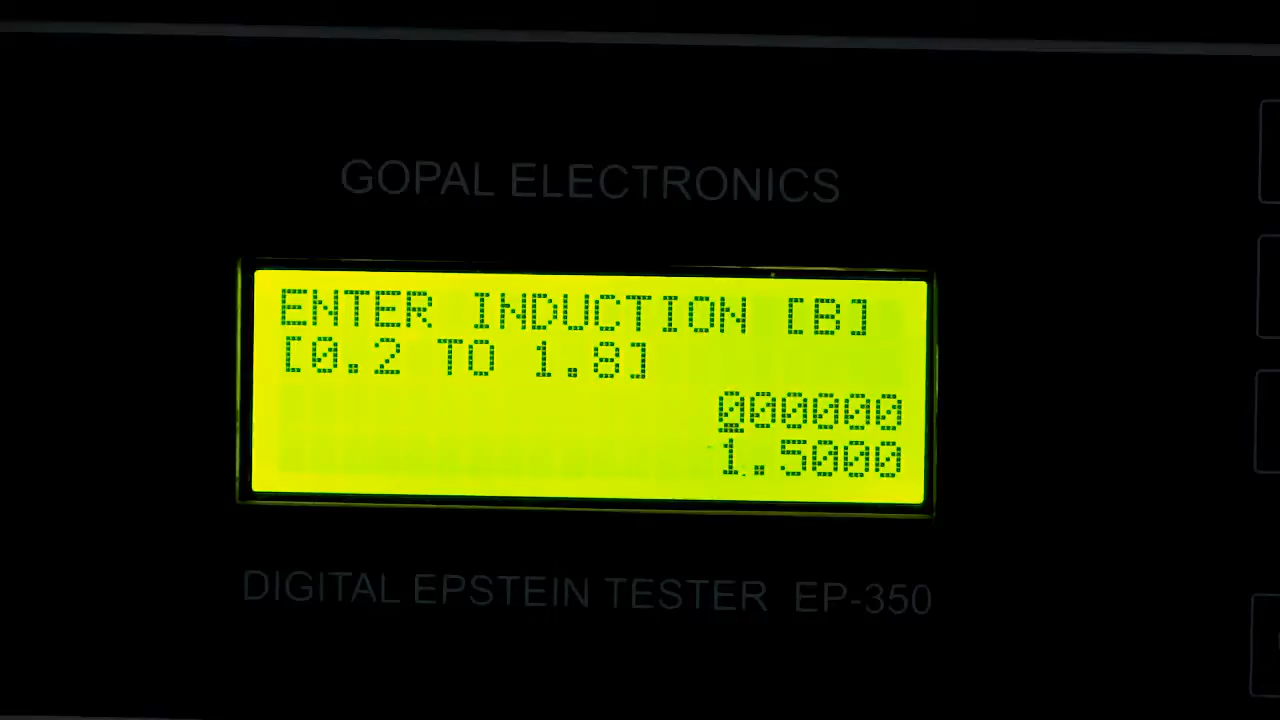 GOPAL ELECTRONICS
ENTER INDUCTION [B]
[0.2 TO 1.8]
000000
1.5000
DIGITAL EPSTEIN TESTER EP-350